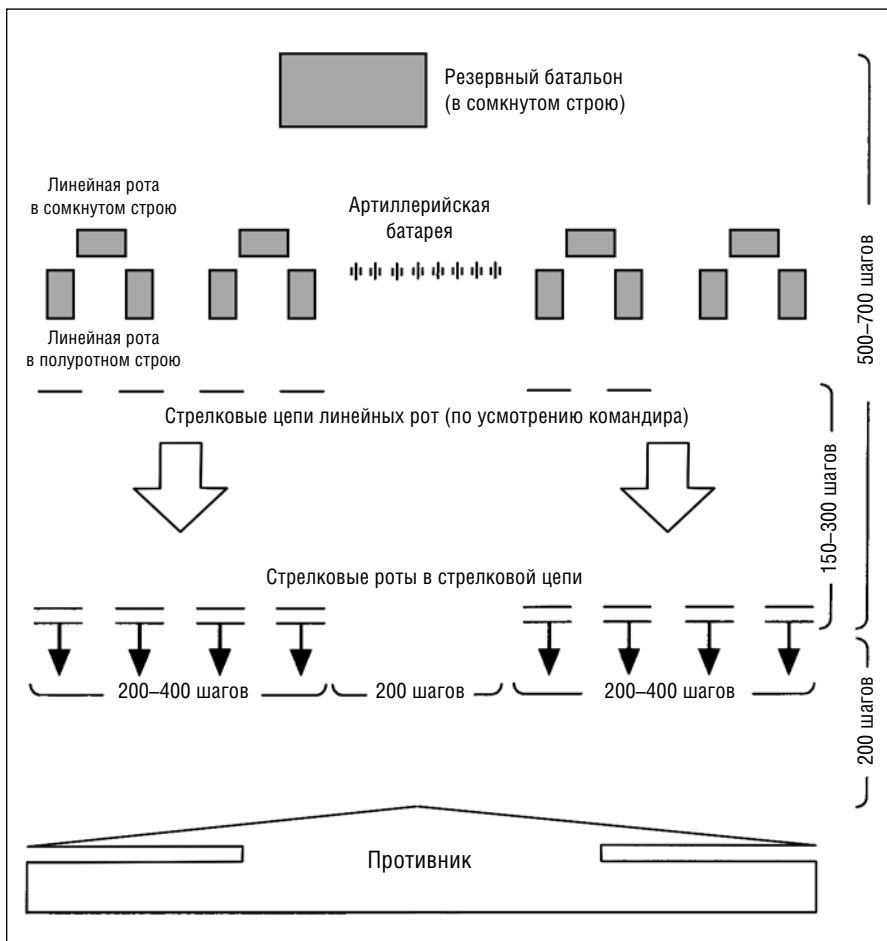 Резервный батальон
(в сомкнутом строю)
Линейная рота
в сомкнутом строю
Артиллерийская
батарея
500–700 шагов
Линейная рота
в полуротном строю
Стрелковые цепи линейных рот (по усмотрению командира)
150–300 шагов
Стрелковые роты в стрелковой цепи
200–400 шагов
200 шагов
200–400 шагов
200 шагов
Противник